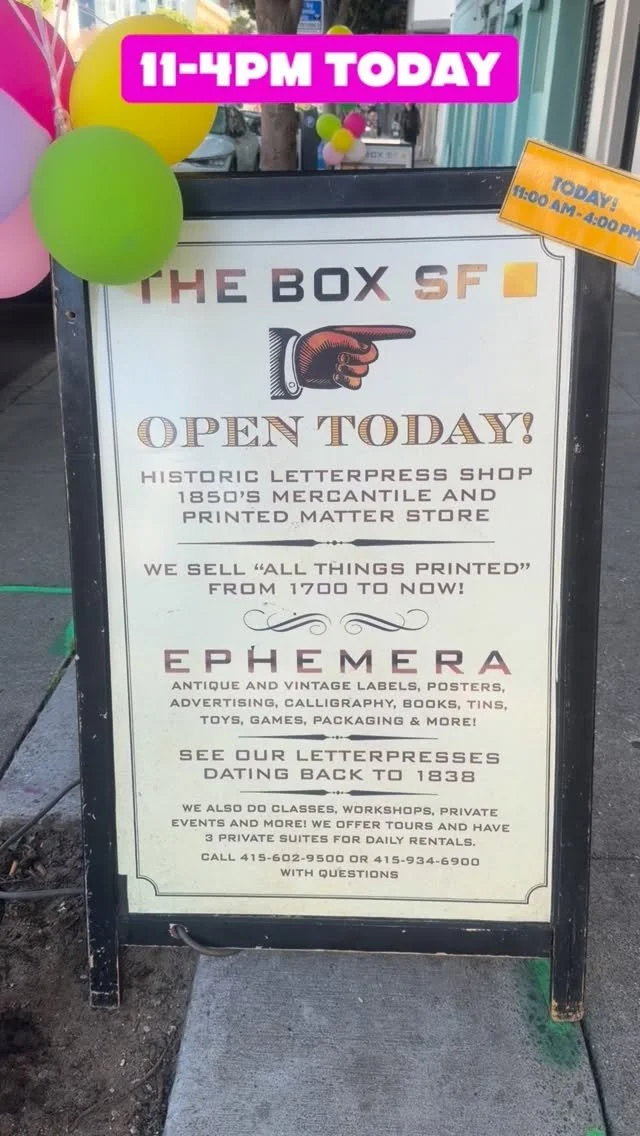 11-4PM TODAY
TODAY!
11:00 AM - 4:00 PM
THE BOX SF
OPEN TODAY!
HISTORIC LETTERPRESS SHOP
1850'S MERCANTILE AND
PRINTED MATTER STORE
WE SELL "ALL THINGS PRINTED"
FROM 1700 TO NOW!
EPHEMERA
ANTIQUE AND VINTAGE LABELS, POSTERS,
ADVERTISING, CALLIGRAPHY, BOOKS, TINS,
TOYS, GAMES, PACKAGING & MORE!
SEE OUR LETTERPRESSES
DATING BACK TO 1838
WE ALSO DO CLASSES, WORKSHOPS, PRIVATE
EVENTS AND MORE! WE OFFER TOURS AND HAVE
3 PRIVATE SUITES FOR DAILY RENTALS.
CALL 415-602-9500 OR 415-934-6900
WITH QUESTIONS